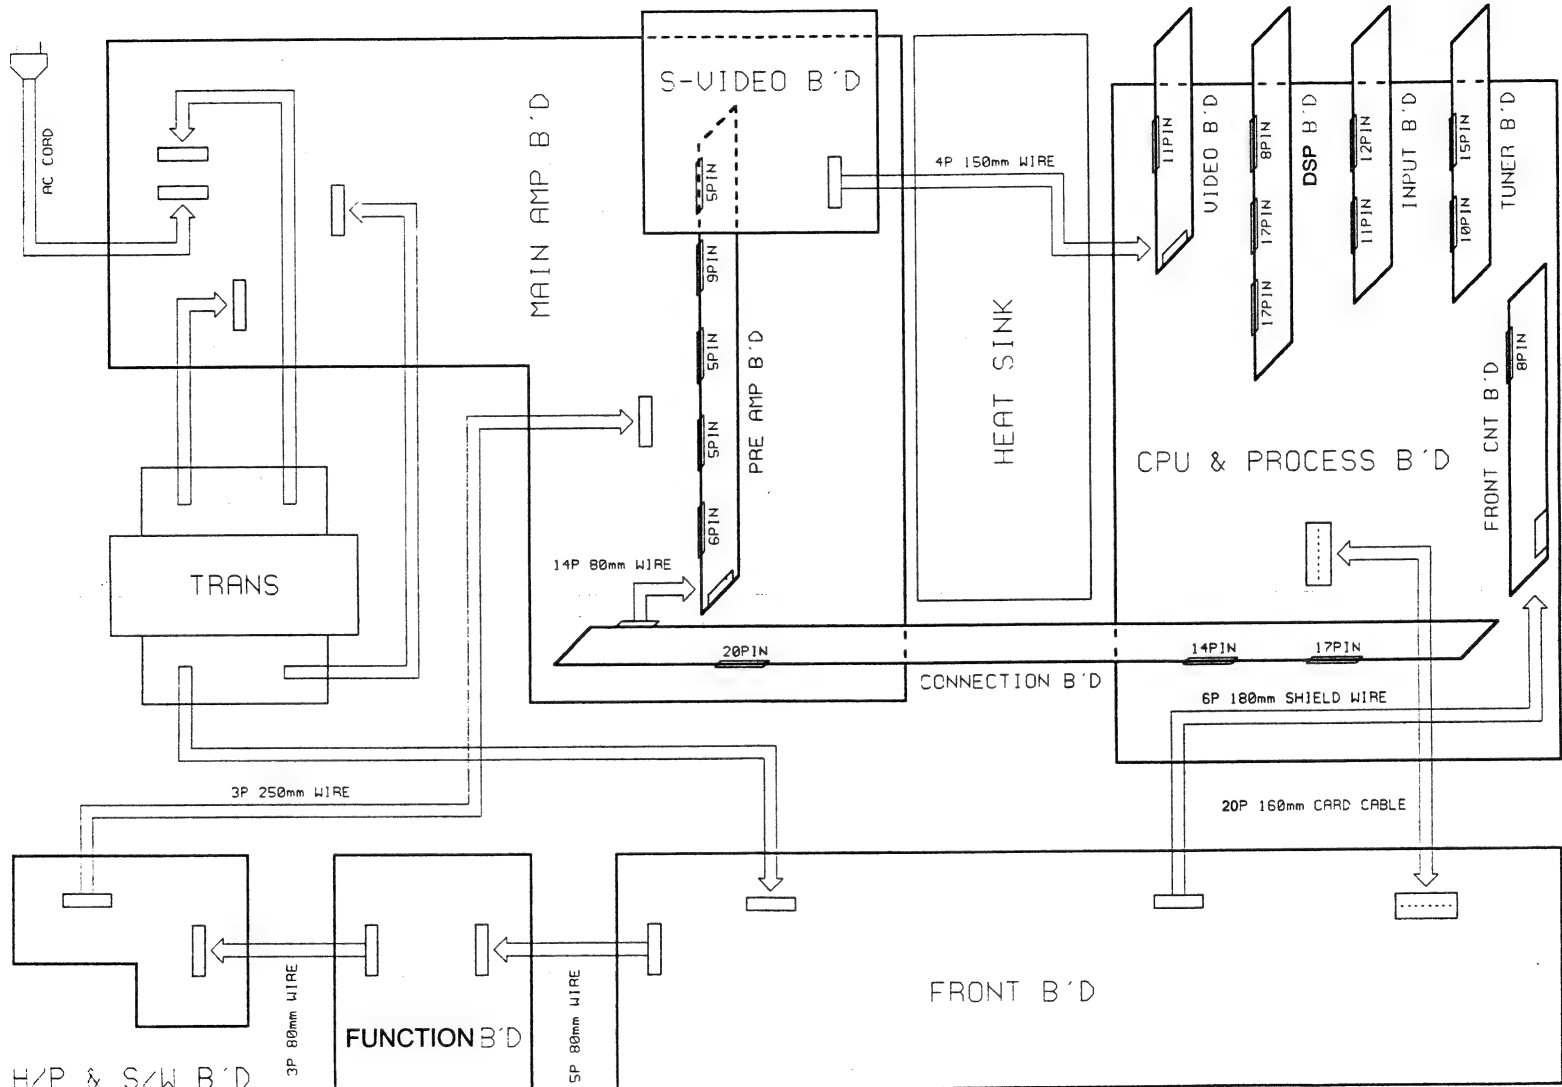 AC CORD
MAIN AMP B'D
S-VIDEO B'D
5PIN
9PIN
5PIN
5PIN
6PIN
PRE AMP B'D
14P 80mm WIRE
4P 150mm WIRE
HEAT SINK
11PIN
VIDEO B'D
8PIN
17PIN
17PIN
DSP B'D
12PIN
11PIN
INPUT B'D
15PIN
10PIN
TUNER B'D
8PIN
FRONT CNT B'D
CPU & PROCESS B'D
TRANS
20PIN
14PIN
17PIN
CONNECTION B'D
6P 180mm SHIELD WIRE
3P 250mm WIRE
20P 160mm CARD CABLE
H/P & S/W B'D
3P 80mm WIRE
FUNCTION B'D
5P 80mm WIRE
FRONT B'D